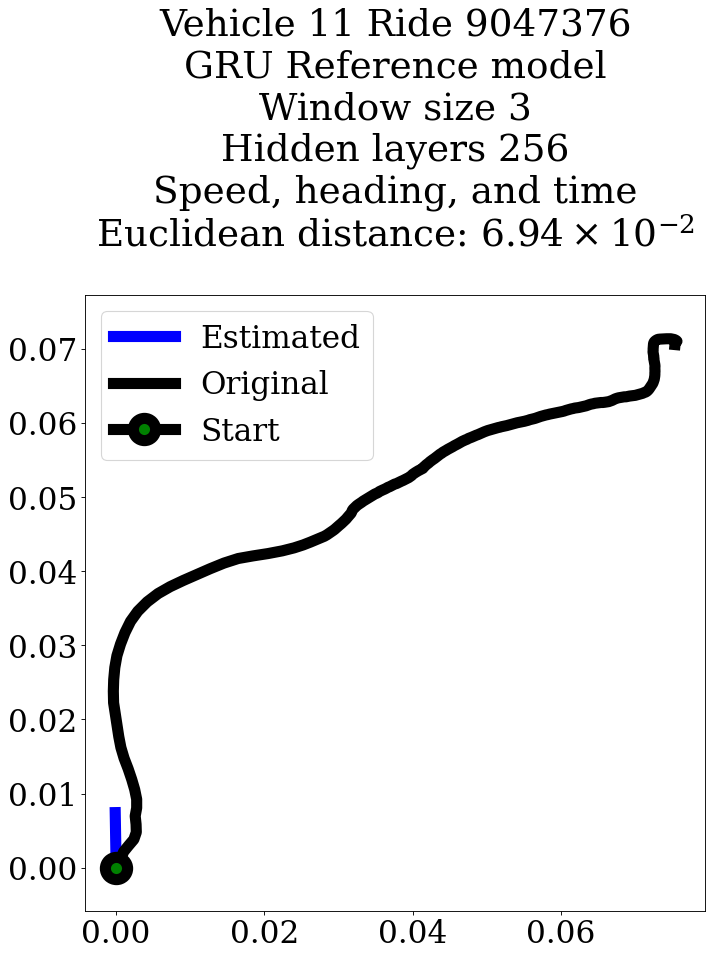 Vehicle 11 Ride 9047376
GRU Reference model
Window size 3
Hidden layers 256
Speed, heading, and time
Euclidean distance: 6.94 × 10⁻²
Estimated
Original
Start
0.07
0.06
0.05
0.04
0.03
0.02
0.01
0.00
0.00 0.02 0.04 0.06